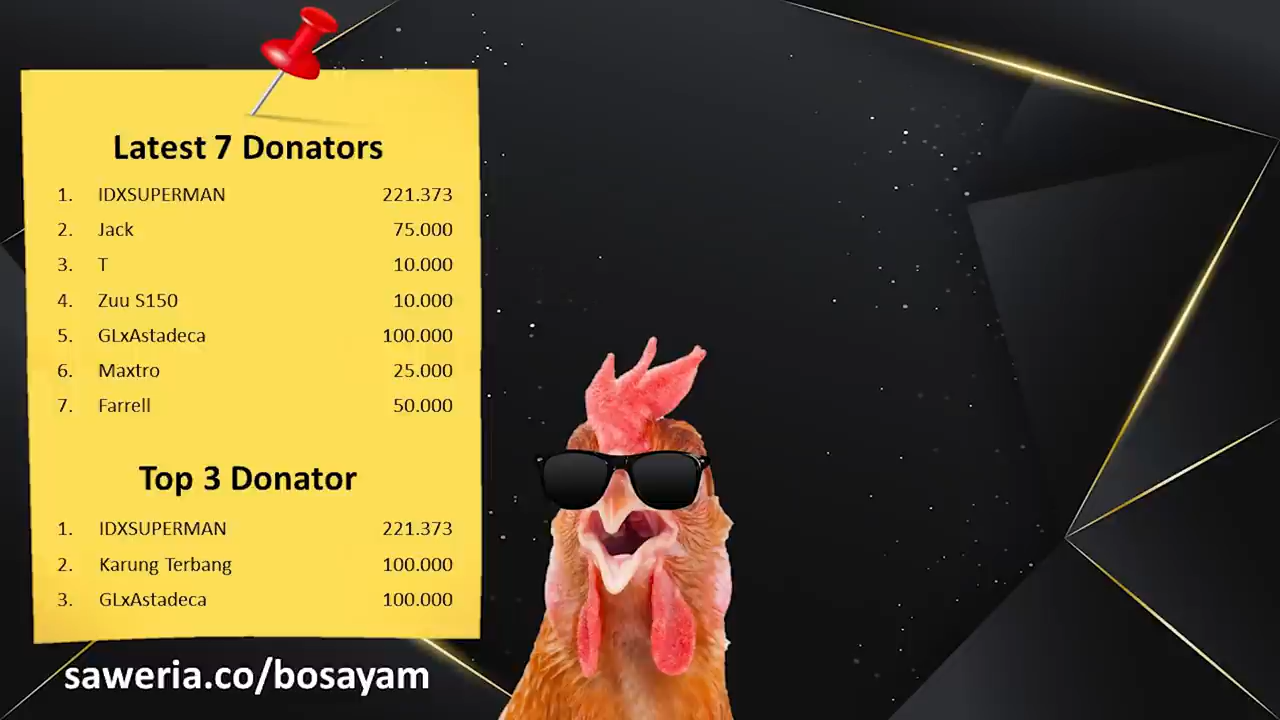 Latest 7 Donators
1. IDXSUPERMAN 221.373
2. Jack 75.000
3. T 10.000
4. Zuu S150 10.000
5. GLxAstadeca 100.000
6. Maxtro 25.000
7. Farrell 50.000
Top 3 Donator
1. IDXSUPERMAN 221.373
2. Karung Terbang 100.000
3. GLxAstadeca 100.000
saweria.co/bosayam